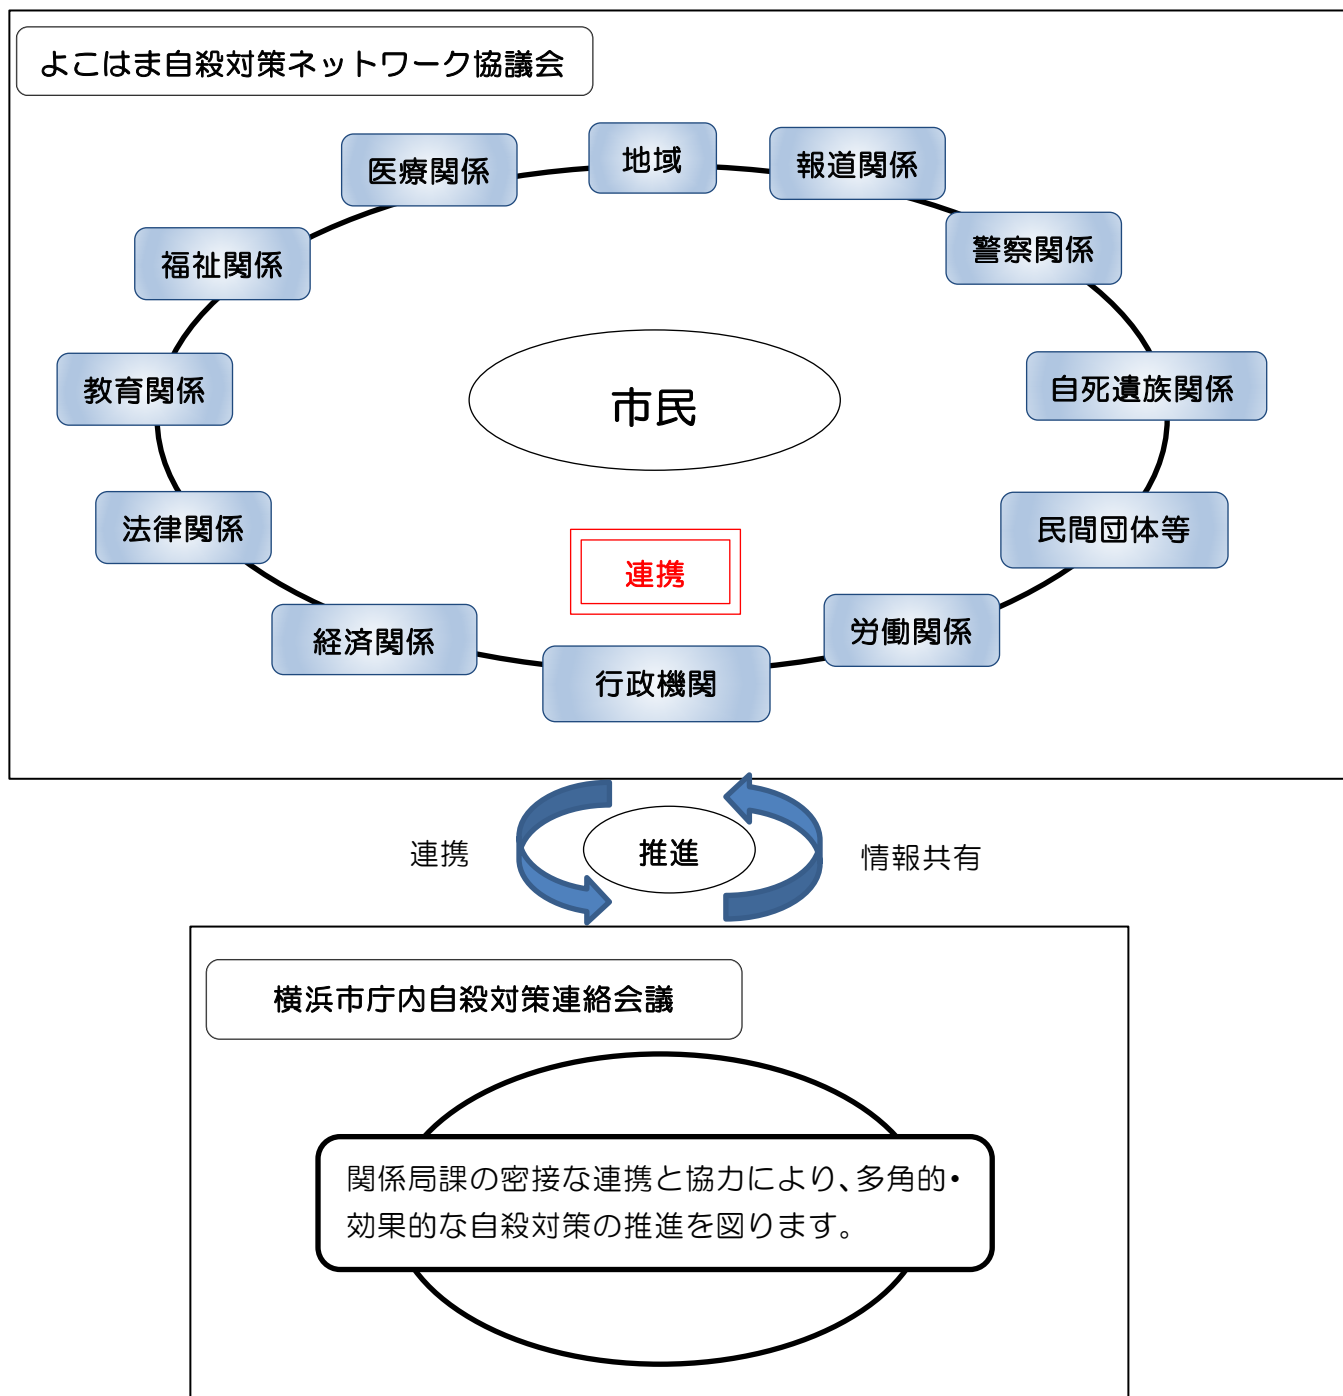 よこはま自殺対策ネットワーク協議会
地域
報道関係
医療関係
警察関係
福祉関係
自死遺族関係
教育関係
市民
民間団体等
法律関係
連携
労働関係
経済関係
行政機関
連携
推進
情報共有
横浜市庁内自殺対策連絡会議
関係局課の密接な連携と協力により、多角的・
効果的な自殺対策の推進を図ります。